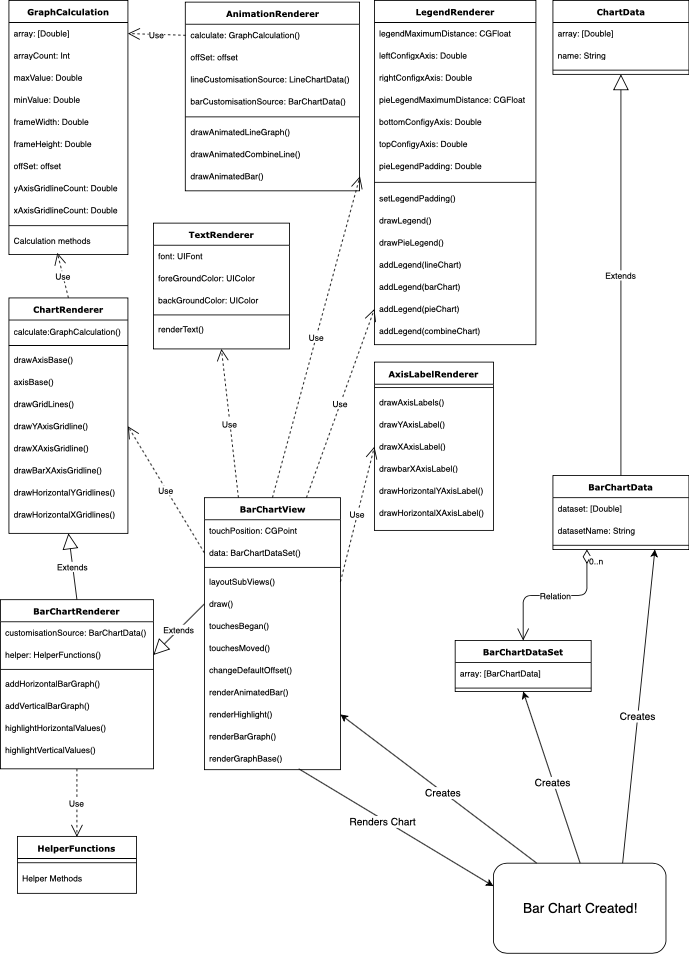 GraphCalculation
array: [Double]
arrayCount: Int
maxValue: Double
minValue: Double
frameWidth: Double
frameHeight: Double
offSet: offset
yAxisGridlineCount: Double
xAxisGridlineCount: Double
Calculation methods
Use
AnimationRenderer
calculate: GraphCalculation()
offSet: offset
lineCustomisationSource: LineChartData()
barCustomisationSource: BarChartData()
drawAnimatedLineGraph()
drawAnimatedCombineLine()
drawAnimatedBar()
LegendRenderer
legendMaximumDistance: CGFloat
leftConfigxAxis: Double
rightConfigxAxis: Double
pieLegendMaximumDistance: CGFloat
bottomConfigyAxis: Double
topConfigyAxis: Double
pieLegendPadding: Double
setLegendPadding()
drawLegend()
drawPieLegend()
addLegend(lineChart)
addLegend(barChart)
addLegend(pieChart)
addLegend(combineChart)
ChartData
array: [Double]
name: String
Extends
TextRenderer
font: UIFont
foreGroundColor: UIColor
backGroundColor: UIColor
renderText()
Use
Use
ChartRenderer
calculate:GraphCalculation()
drawAxisBase()
axisBase()
drawGridLines()
drawYAxisGridline()
drawXAxisGridline()
drawBarXAxisGridline()
drawHorizontalYGridlines()
drawHorizontalXGridlines()
Use
Use
AxisLabelRenderer
drawAxisLabels()
drawYAxisLabel()
drawXAxisLabel()
drawbarXAxisLabel()
drawHorizontalYAxisLabel()
drawHorizontalXAxisLabel()
Use
Use
Use
BarChartView
touchPosition: CGPoint
data: BarChartDataSet()
layoutSubViews()
draw()
touchesBegan()
touchesMoved()
changeDefaultOffset()
renderAnimatedBar()
renderHighlight()
renderBarGraph()
renderGraphBase()
BarChartData
dataset: [Double]
datasetName: String
0..n
Relation
Extends
BarChartRenderer
customisationSource: BarChartData()
helper: HelperFunctions()
addHorizontalBarGraph()
addVerticalBarGraph()
highlightHorizontalValues()
highlightVerticalValues()
Extends
BarChartDataSet
array: [BarChartData]
Creates
Creates
Creates
Renders Chart
Use
HelperFunctions
Helper Methods
Bar Chart Created!